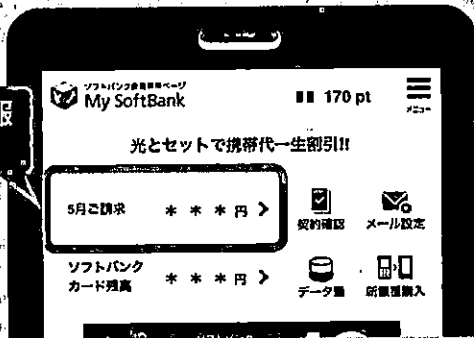 ソフトバンク会員専用ページ
My SoftBank
170 pt
メニュー
光とセットで携帯代一生割引!!
報
5月ご請求 ＊＊＊円 >
契約確認
メール設定
ソフトバンク
カード残高 ＊＊＊円 >
データ量
新機種購入